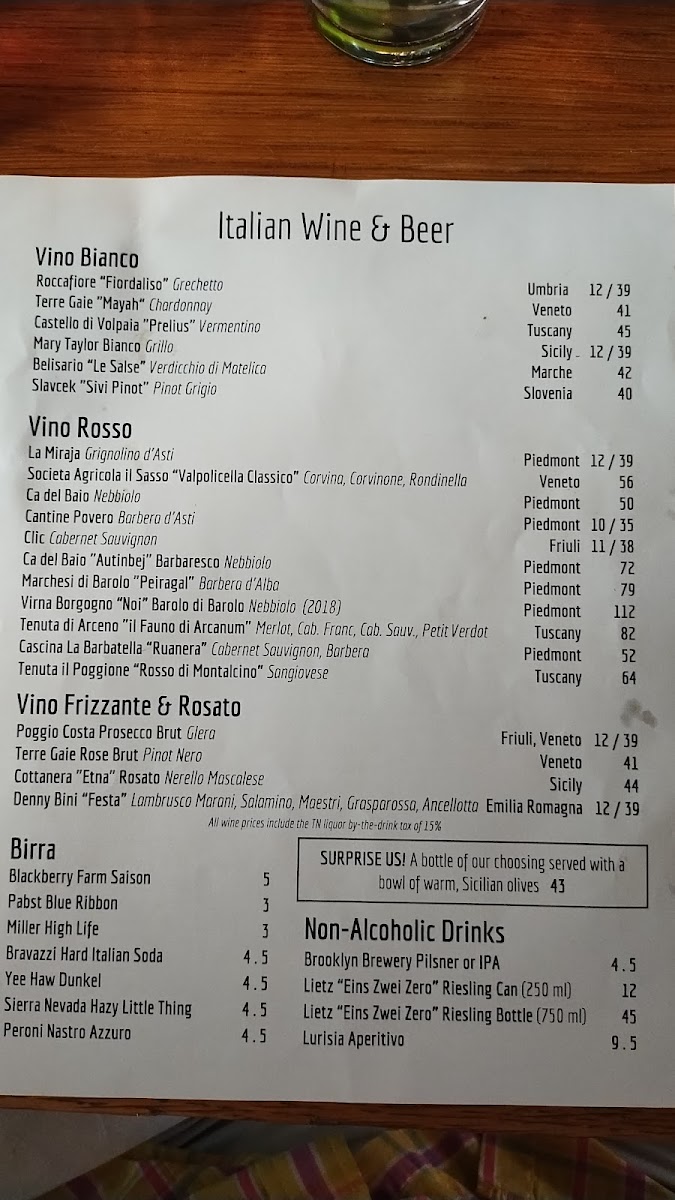 Italian Wine & Beer
Vino Bianco
Roccafiore "Fiordaliso" Grechetto Umbria 12 / 39
Terre Gaie "Mayah" Chardonnay Veneto 41
Castello di Volpaia "Prelius" Vermentino Tuscany 45
Mary Taylor Bianco Grillo Sicily 12 / 39
Belisario "Le Salse" Verdicchio di Matelica Marche 42
Slavcek "Sivi Pinot" Pinot Grigio Slovenia 40
Vino Rosso
La Miraja Grignolino d'Asti Piedmont 12 / 39
Societa Agricola il Sasso "Valpolicella Classico" Corvina, Corvinone, Rondinella Veneto 56
Ca del Baio Nebbiolo Piedmont 50
Cantine Povero Barbera d'Asti Piedmont 10 / 35
Clic Cabernet Sauvignon Friuli 11 / 38
Ca del Baio "Autinbej" Barbaresco Nebbiolo Piedmont 72
Marchesi di Barolo "Peiragal" Barbera d'Alba Piedmont 79
Virna Borgogno "Noi" Barolo di Barolo Nebbiolo (2018) Piedmont 112
Tenuta di Arceno "il Fauno di Arcanum" Merlot, Cab. Franc, Cab. Sauv., Petit Verdot Tuscany 82
Cascina La Barbatella "Ruanera" Cabernet Sauvignon, Barbera Piedmont 52
Tenuta il Poggione "Rosso di Montalcino" Sangiovese Tuscany 64
Vino Frizzante & Rosato
Poggio Costa Prosecco Brut Glera Friuli, Veneto 12 / 39
Terre Gaie Rose Brut Pinot Nero Veneto 41
Cottanera "Etna" Rosato Nerello Mascalese Sicily 44
Denny Bini "Festa" Lambrusco Marani, Salamino, Maestri, Grasparossa, Ancellotta Emilia Romagna 12 / 39
All wine prices include the TN liquor by-the-drink tax of 15%
Birra
Blackberry Farm Saison 5
Pabst Blue Ribbon 3
Miller High Life 3
Bravazzi Hard Italian Soda 4.5
Yee Haw Dunkel 4.5
Sierra Nevada Hazy Little Thing 4.5
Peroni Nastro Azzuro 4.5
SURPRISE US! A bottle of our choosing served with a
bowl of warm, Sicilian olives 43
Non-Alcoholic Drinks
Brooklyn Brewery Pilsner or IPA 4.5
Lietz "Eins Zwei Zero" Riesling Can (250 ml) 12
Lietz "Eins Zwei Zero" Riesling Bottle (750 ml) 45
Lurisia Aperitivo 9.5